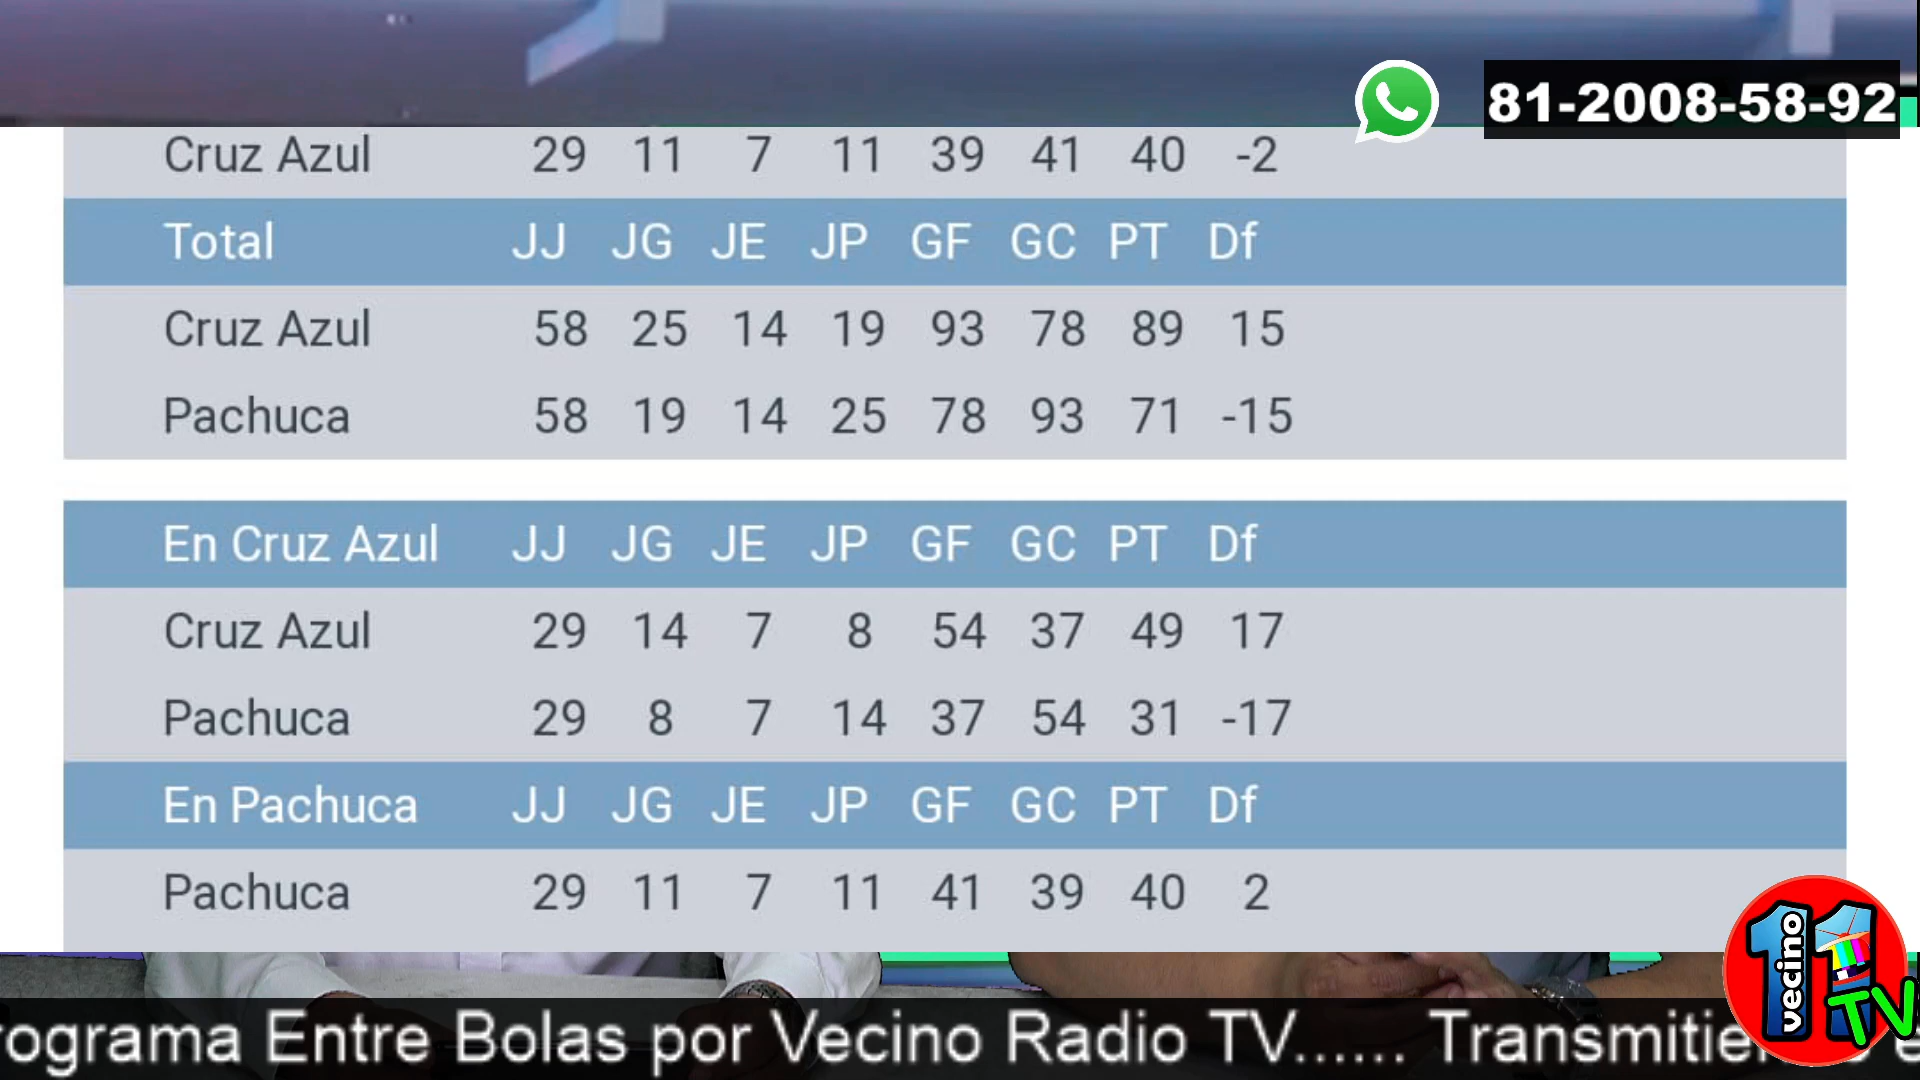 81-2008-58-92
Cruz Azul 29 11 7 11 39 41 40 -2
Total JJ JG JE JP GF GC PT Df
Cruz Azul 58 25 14 19 93 78 89 15
Pachuca 58 19 14 25 78 93 71 -15
En Cruz Azul JJ JG JE JP GF GC PT Df
Cruz Azul 29 14 7 8 54 37 49 17
Pachuca 29 8 7 14 37 54 31 -17
En Pachuca JJ JG JE JP GF GC PT Df
Pachuca 29 11 7 11 41 39 40 2
vecino
11
TV
rograma Entre Bolas por Vecino Radio TV...... Transmitie